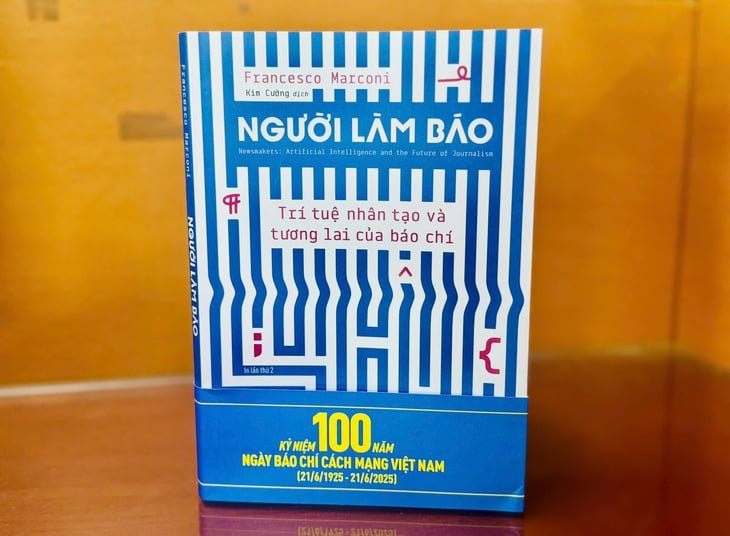 Francesco Marconi
Kim Cường dịch
NGƯỜI LÀM BÁO
Newsmakers: Artificial Intelligence and the Future of Journalism
Trí tuệ nhân tạo và
tương lai của báo chí
In lần thứ 2
KỶ NIỆM 100 NĂM
NGÀY BÁO CHÍ CÁCH MẠNG VIỆT NAM
(21/6/1925 - 21/6/2025)
Francesco Marconi
NGƯỜI LÀM BÁO